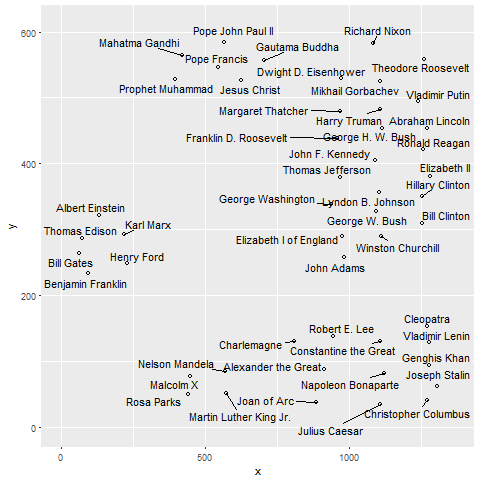 600
400
200
0
y
0
500
1000
x
Pope John Paul II
Richard Nixon
Mahatma Gandhi
Gautama Buddha
Pope Francis
Dwight D. Eisenhower
Theodore Roosevelt
Prophet Muhammad
Jesus Christ
Mikhail Gorbachev
Vladimir Putin
Margaret Thatcher
Harry Truman
Abraham Lincoln
Franklin D. Roosevelt
George H. W. Bush
Ronald Reagan
John F. Kennedy
Thomas Jefferson
Elizabeth II
Hillary Clinton
George Washington
Lyndon B. Johnson
Albert Einstein
Karl Marx
George W. Bush
Bill Clinton
Thomas Edison
Elizabeth I of England
Winston Churchill
Henry Ford
Bill Gates
John Adams
Benjamin Franklin
Cleopatra
Robert E. Lee
Vladimir Lenin
Charlemagne
Constantine the Great
Genghis Khan
Nelson Mandela
Alexander the Great
Joseph Stalin
Malcolm X
Napoleon Bonaparte
Rosa Parks
Joan of Arc
Martin Luther King Jr.
Christopher Columbus
Julius Caesar